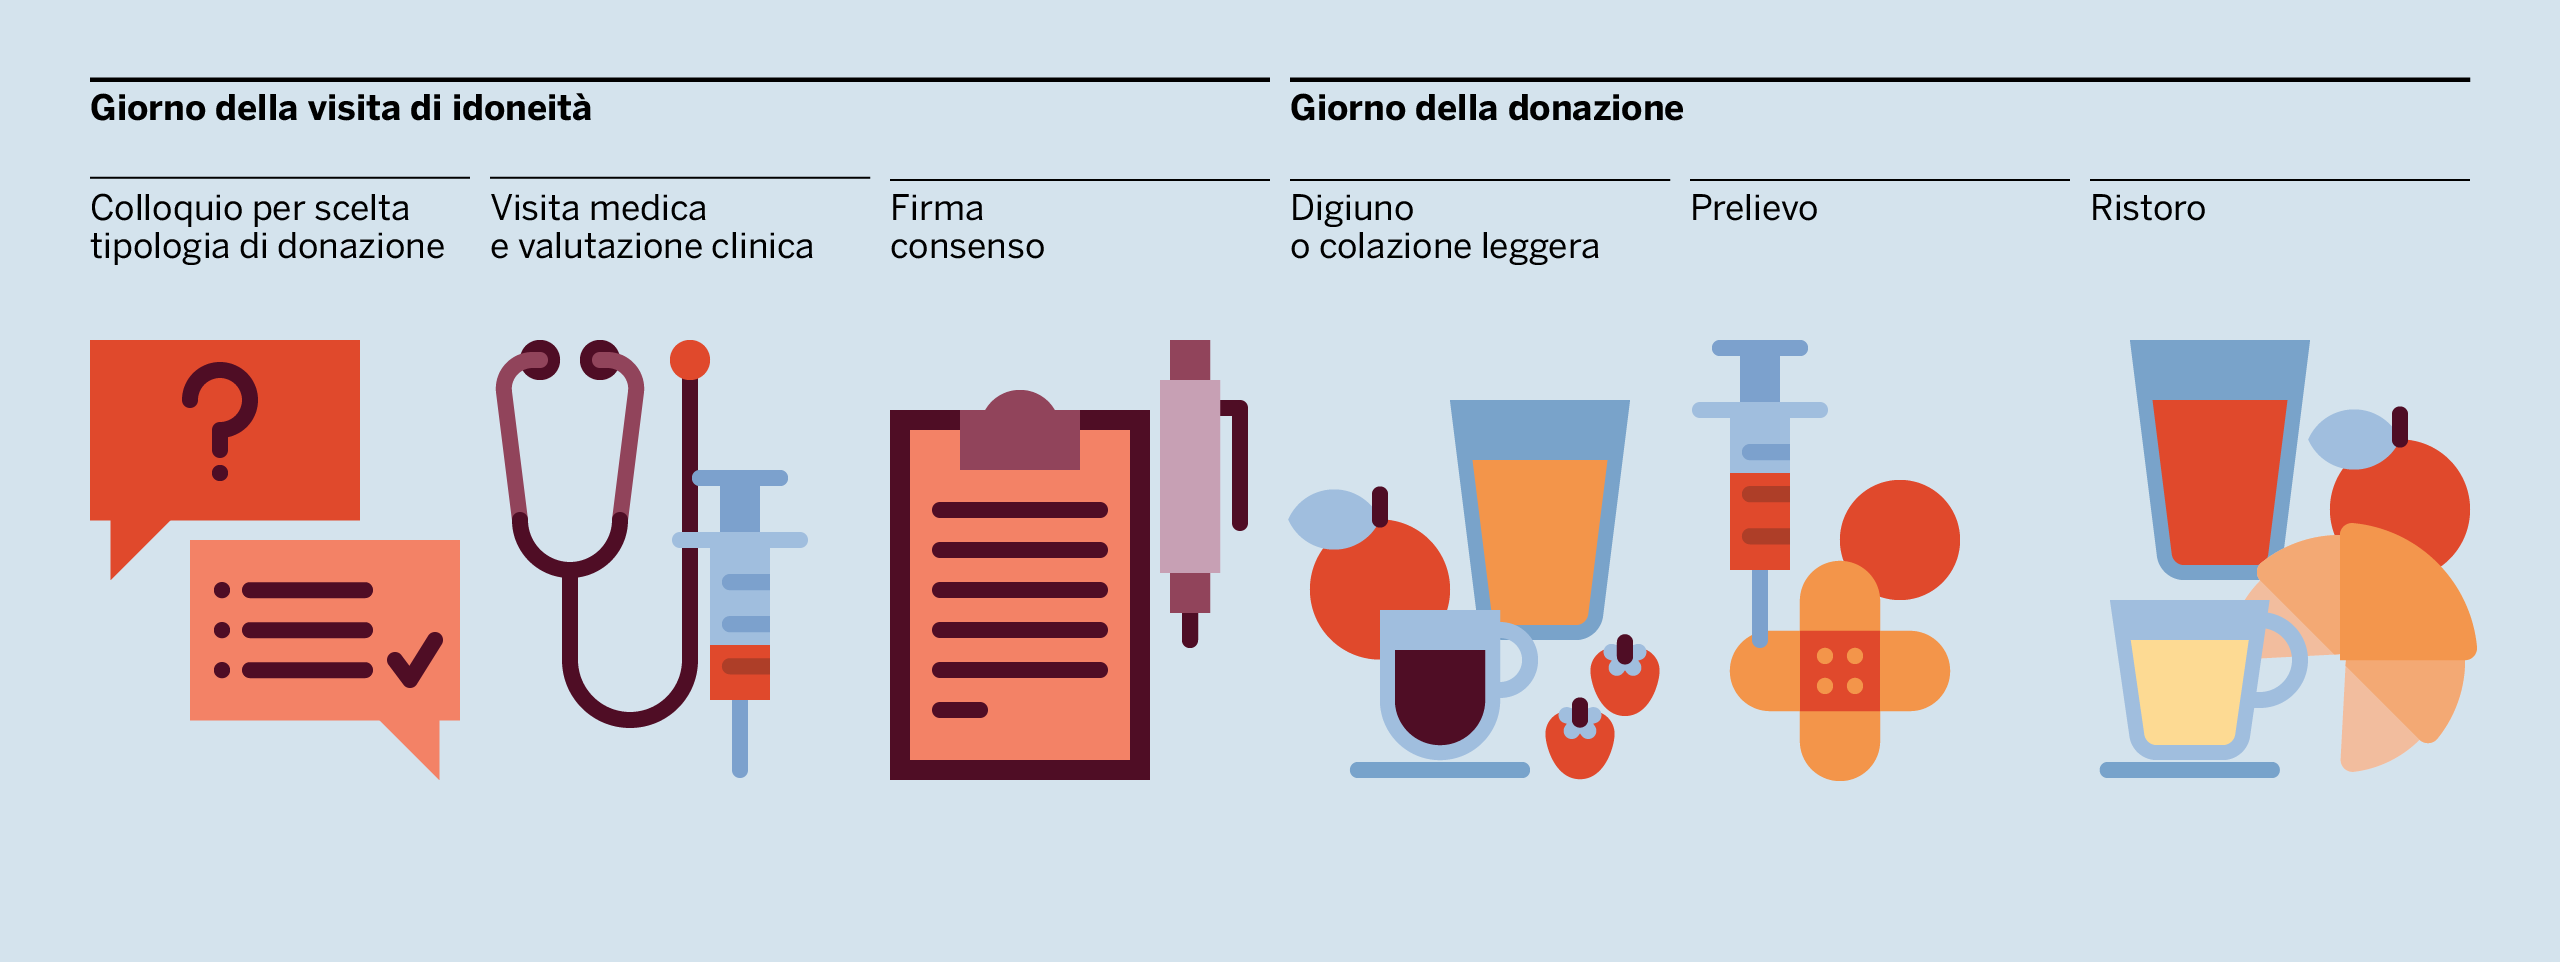 Giorno della visita di idoneità
Colloquio per scelta
tipologia di donazione
Visita medica
e valutazione clinica
Firma
consenso
Giorno della donazione
Digiuno
o colazione leggera
Prelievo
Ristoro